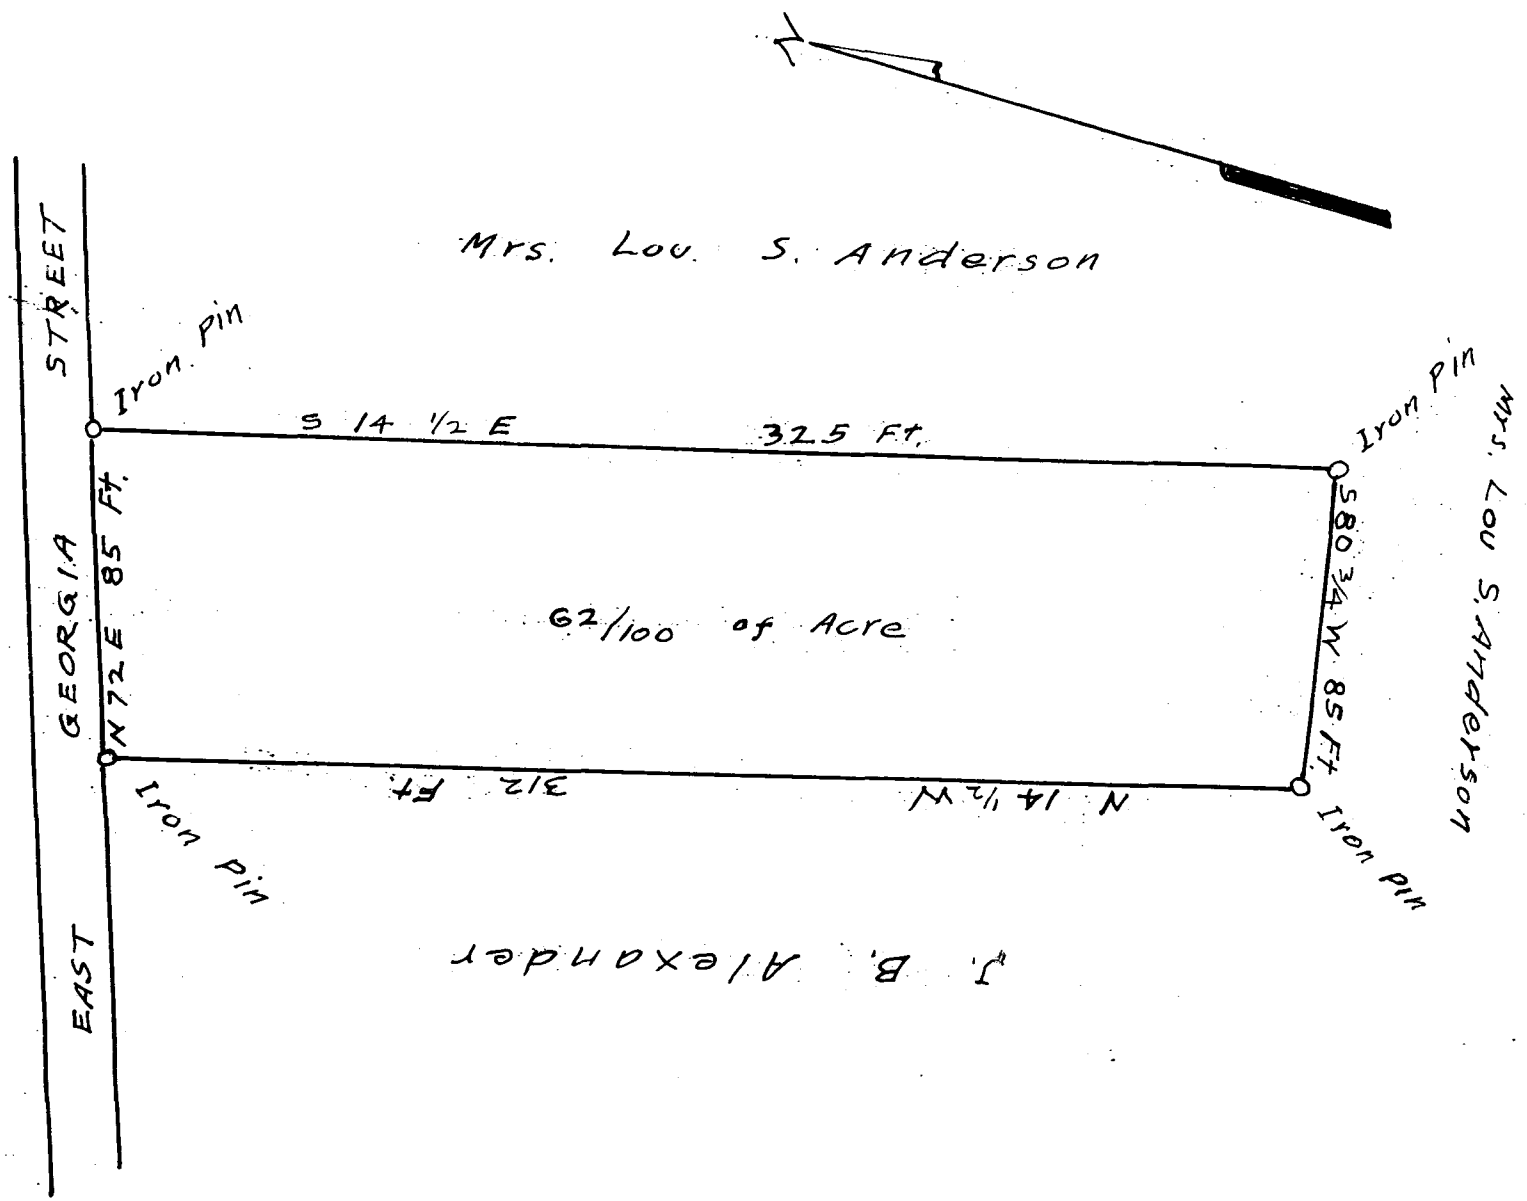 Mrs. Lou. S. Anderson
EAST GEORGIA STREET
Iron pin
S 14 1/2 E 325 Ft.
Iron pin
N 72 E 85 Ft.
S 80 3/4 W 85 Ft.
Mrs. Lou S. Anderson
62/100 of Acre
N 14 1/2 W 312 Ft.
Iron pin
Iron pin
J. B. Alexander